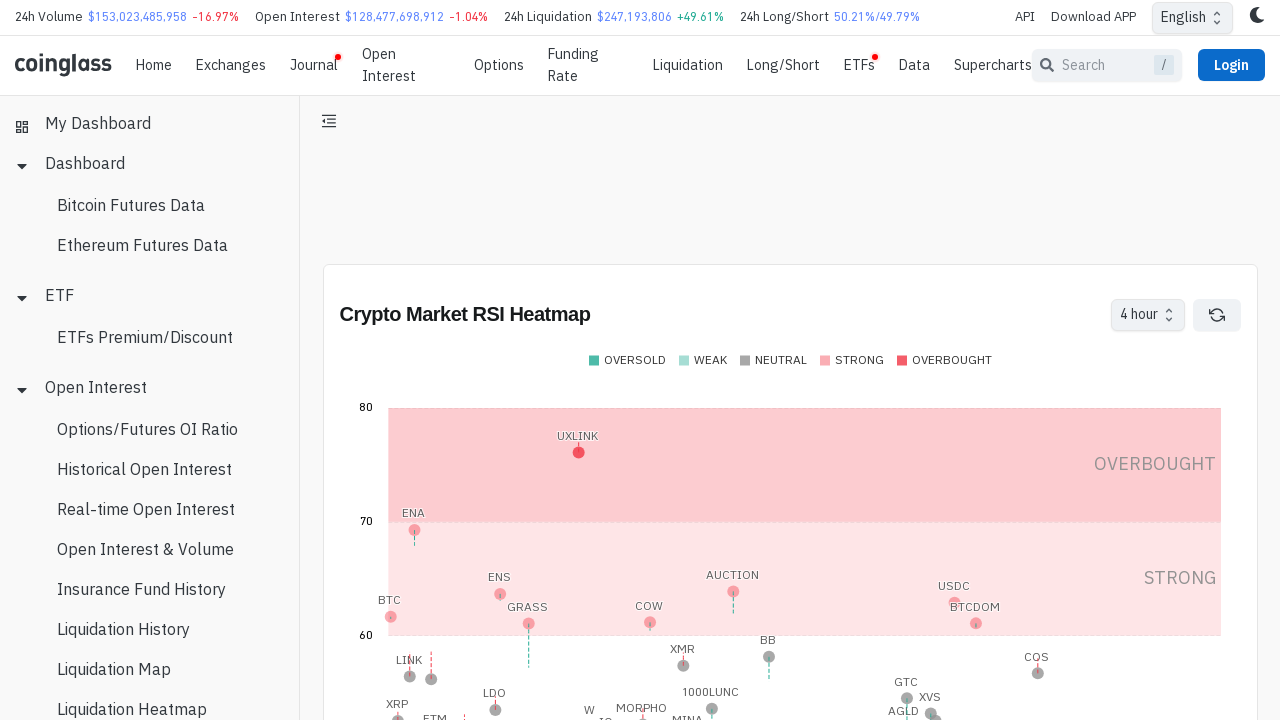 24h Volume $153,023,485,958 -16.97% Open Interest $128,477,698,912 -1.04% 24h Liquidation $247,193,806 +49.61% 24h Long/Short 50.21%/49.79% API Download APP English
coinglass Home Exchanges Journal Open Interest Options Funding Rate Liquidation Long/Short ETFs Data Supercharts Search / Login
My Dashboard
Dashboard
Bitcoin Futures Data
Ethereum Futures Data
ETF
ETFs Premium/Discount
Open Interest
Options/Futures OI Ratio
Historical Open Interest
Real-time Open Interest
Open Interest & Volume
Insurance Fund History
Liquidation History
Liquidation Map
Liquidation Heatmap
Crypto Market RSI Heatmap 4 hour
OVERSOLD WEAK NEUTRAL STRONG OVERBOUGHT
80
UXLINK
OVERBOUGHT
ENA
70
ENS AUCTION STRONG
USDC
BTC GRASS COW BTCDOM
60
BB
XMR
LINK COS
GTC
LDO 1000LUNC XVS
XRP W MORPHO AGLD
MINA